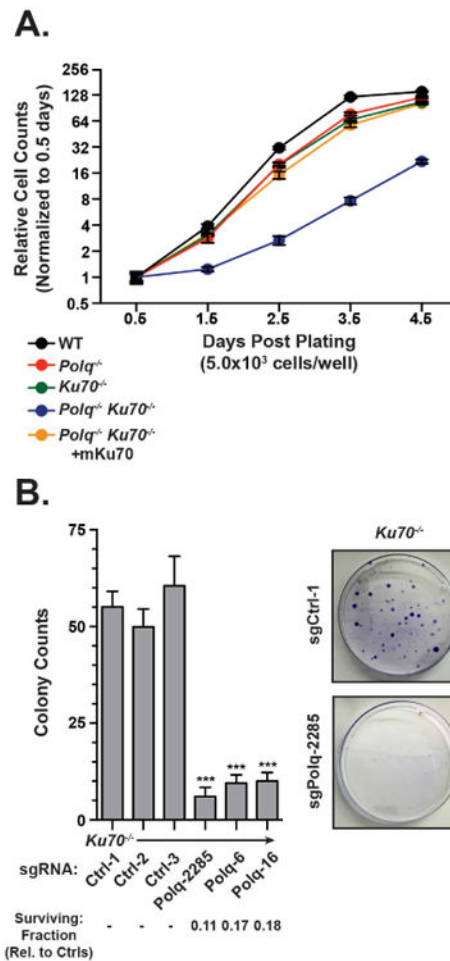 A.
Relative Cell Counts
(Normalized to 0.5 days)
256
128
64
32
16
8
4
2
1
0.5
0.5 1.5 2.5 3.5 4.5
Days Post Plating
(5.0x10³ cells/well)
WT
Polq⁻/⁻
Ku70⁻/⁻
Polq⁻/⁻ Ku70⁻/⁻
Polq⁻/⁻ Ku70⁻/⁻
+mKu70
B.
Colony Counts
75
50
25
0
*** *** ***
Ku70⁻/⁻
sgRNA: Ctrl-1 Ctrl-2 Ctrl-3 Polq-2285 Polq-6 Polq-16
Surviving:
Fraction
(Rel. to Ctrls)
- - - 0.11 0.17 0.18
Ku70⁻/⁻
sgCtrl-1
sgPolq-2285